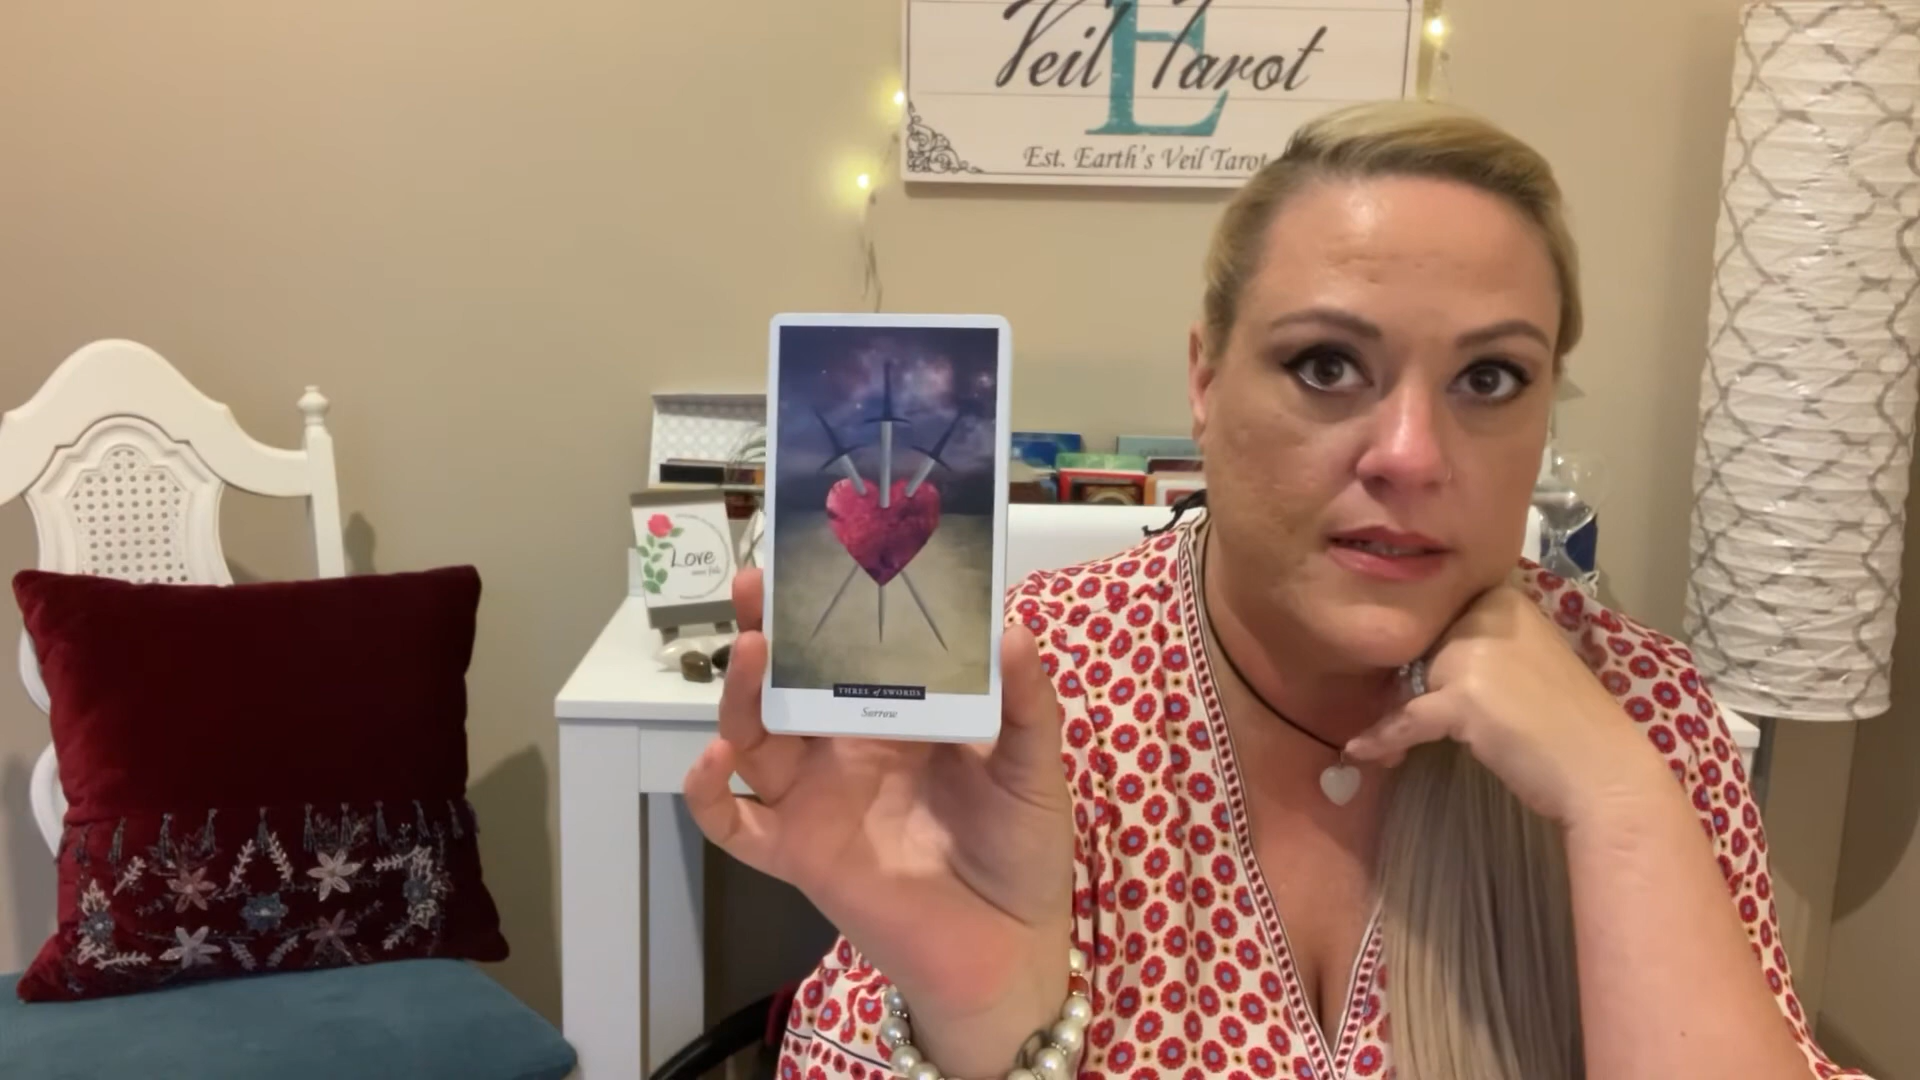 Veil Tarot
E
Est. Earth's Veil Tarot
Love
THREE of SWORDS
Sorrow